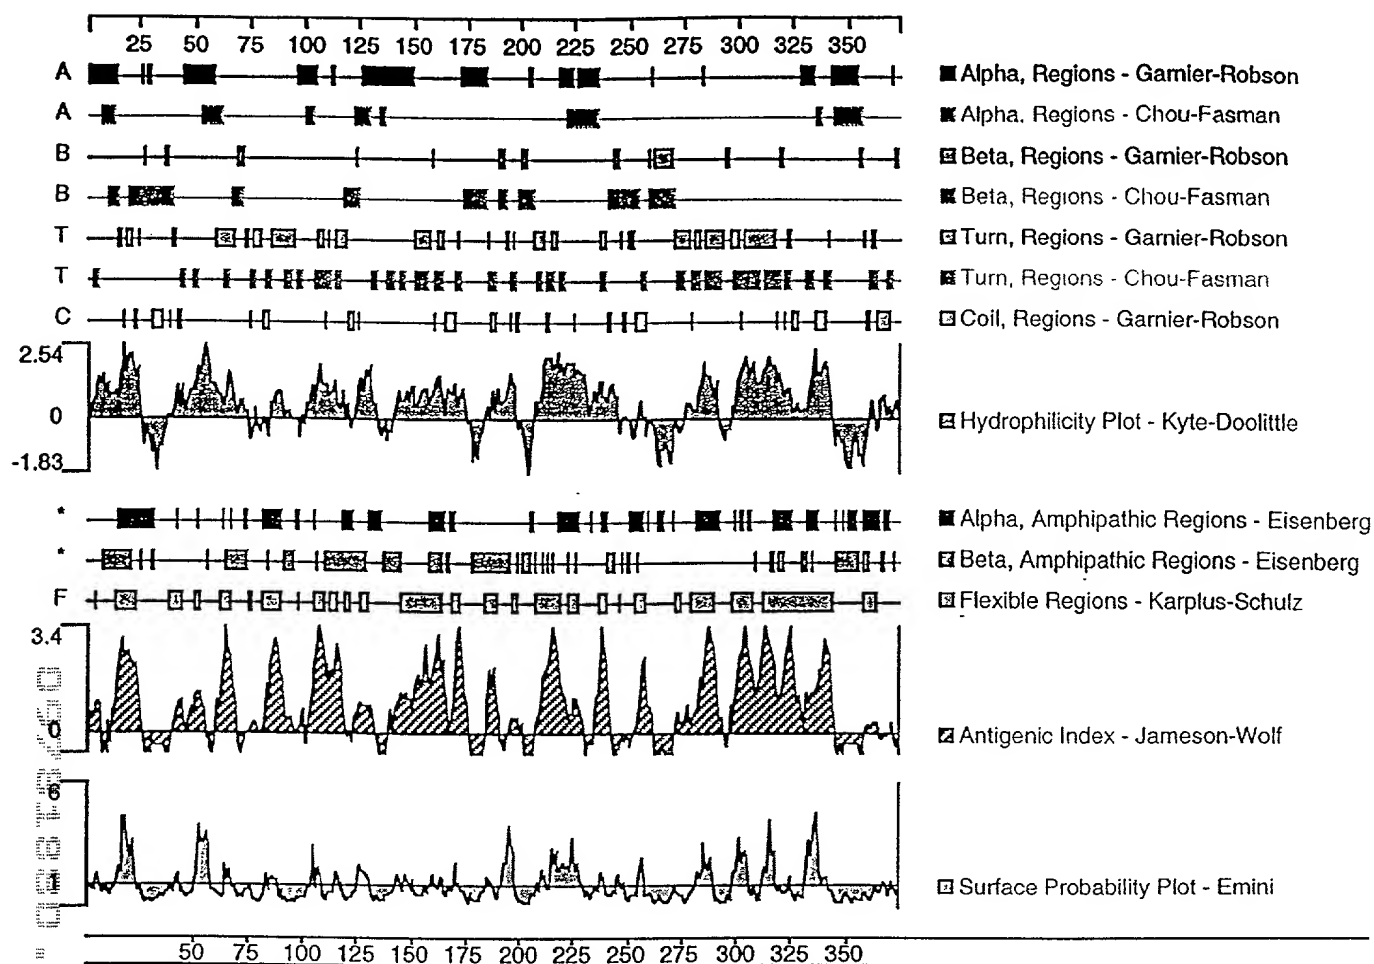 25 50 75 100 125 150 175 200 225 250 275 300 325 350
A Alpha, Regions - Garnier-Robson
A Alpha, Regions - Chou-Fasman
B Beta, Regions - Garnier-Robson
B Beta, Regions - Chou-Fasman
T Turn, Regions - Garnier-Robson
T Turn, Regions - Chou-Fasman
C Coil, Regions - Garnier-Robson
2.54
0 Hydrophilicity Plot - Kyte-Doolittle
-1.83
* Alpha, Amphipathic Regions - Eisenberg
* Beta, Amphipathic Regions - Eisenberg
F Flexible Regions - Karplus-Schulz
3.4
0 Antigenic Index - Jameson-Wolf
6
1 Surface Probability Plot - Emini
50 75 100 125 150 175 200 225 250 275 300 325 350